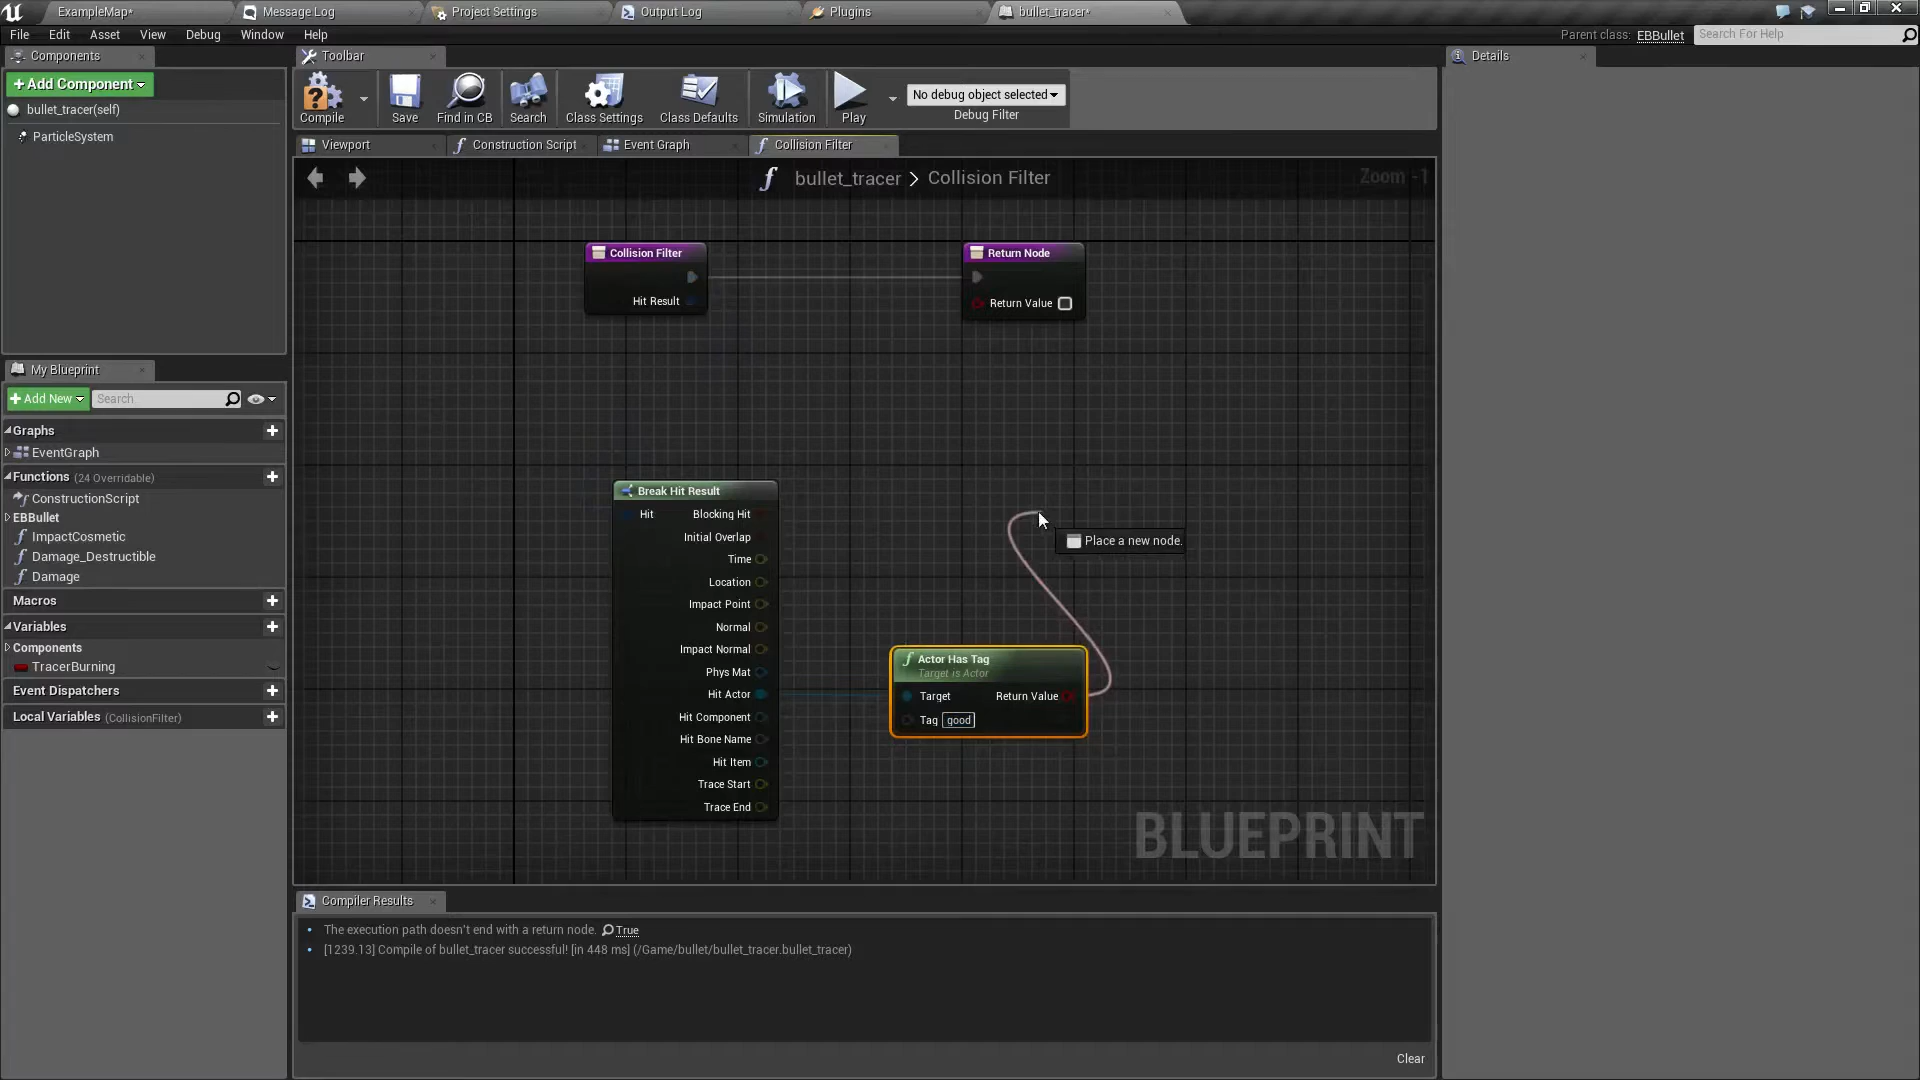 ExampleMap*
Message Log
Project Settings
Output Log
Plugins
bullet_tracer*
File Edit Asset View Debug Window Help
Parent class: EBBullet
Search For Help
Components
Toolbar
Details
+Add Component
bullet_tracer(self)
ParticleSystem
Compile
Save
Find in CB
Search
Class Settings
Class Defaults
Simulation
Play
No debug object selected
Debug Filter
Viewport
Construction Script
Event Graph
Collision Filter
bullet_tracer > Collision Filter
Zoom -1
Collision Filter
Hit Result
Return Node
Return Value
My Blueprint
+Add New
Search
Graphs
EventGraph
Functions (24 Overridable)
ConstructionScript
EBBullet
ImpactCosmetic
Damage_Destructible
Damage
Macros
Variables
Components
TracerBurning
Event Dispatchers
Local Variables (CollisionFilter)
Break Hit Result
Hit
Blocking Hit
Initial Overlap
Time
Location
Impact Point
Normal
Impact Normal
Phys Mat
Hit Actor
Hit Component
Hit Bone Name
Hit Item
Trace Start
Trace End
Place a new node.
Actor Has Tag
Target is Actor
Target
Return Value
Tag good
BLUEPRINT
Compiler Results
The execution path doesn't end with a return node. True
[1239.13] Compile of bullet_tracer successful! [in 448 ms] (/Game/bullet/bullet_tracer.bullet_tracer)
Clear